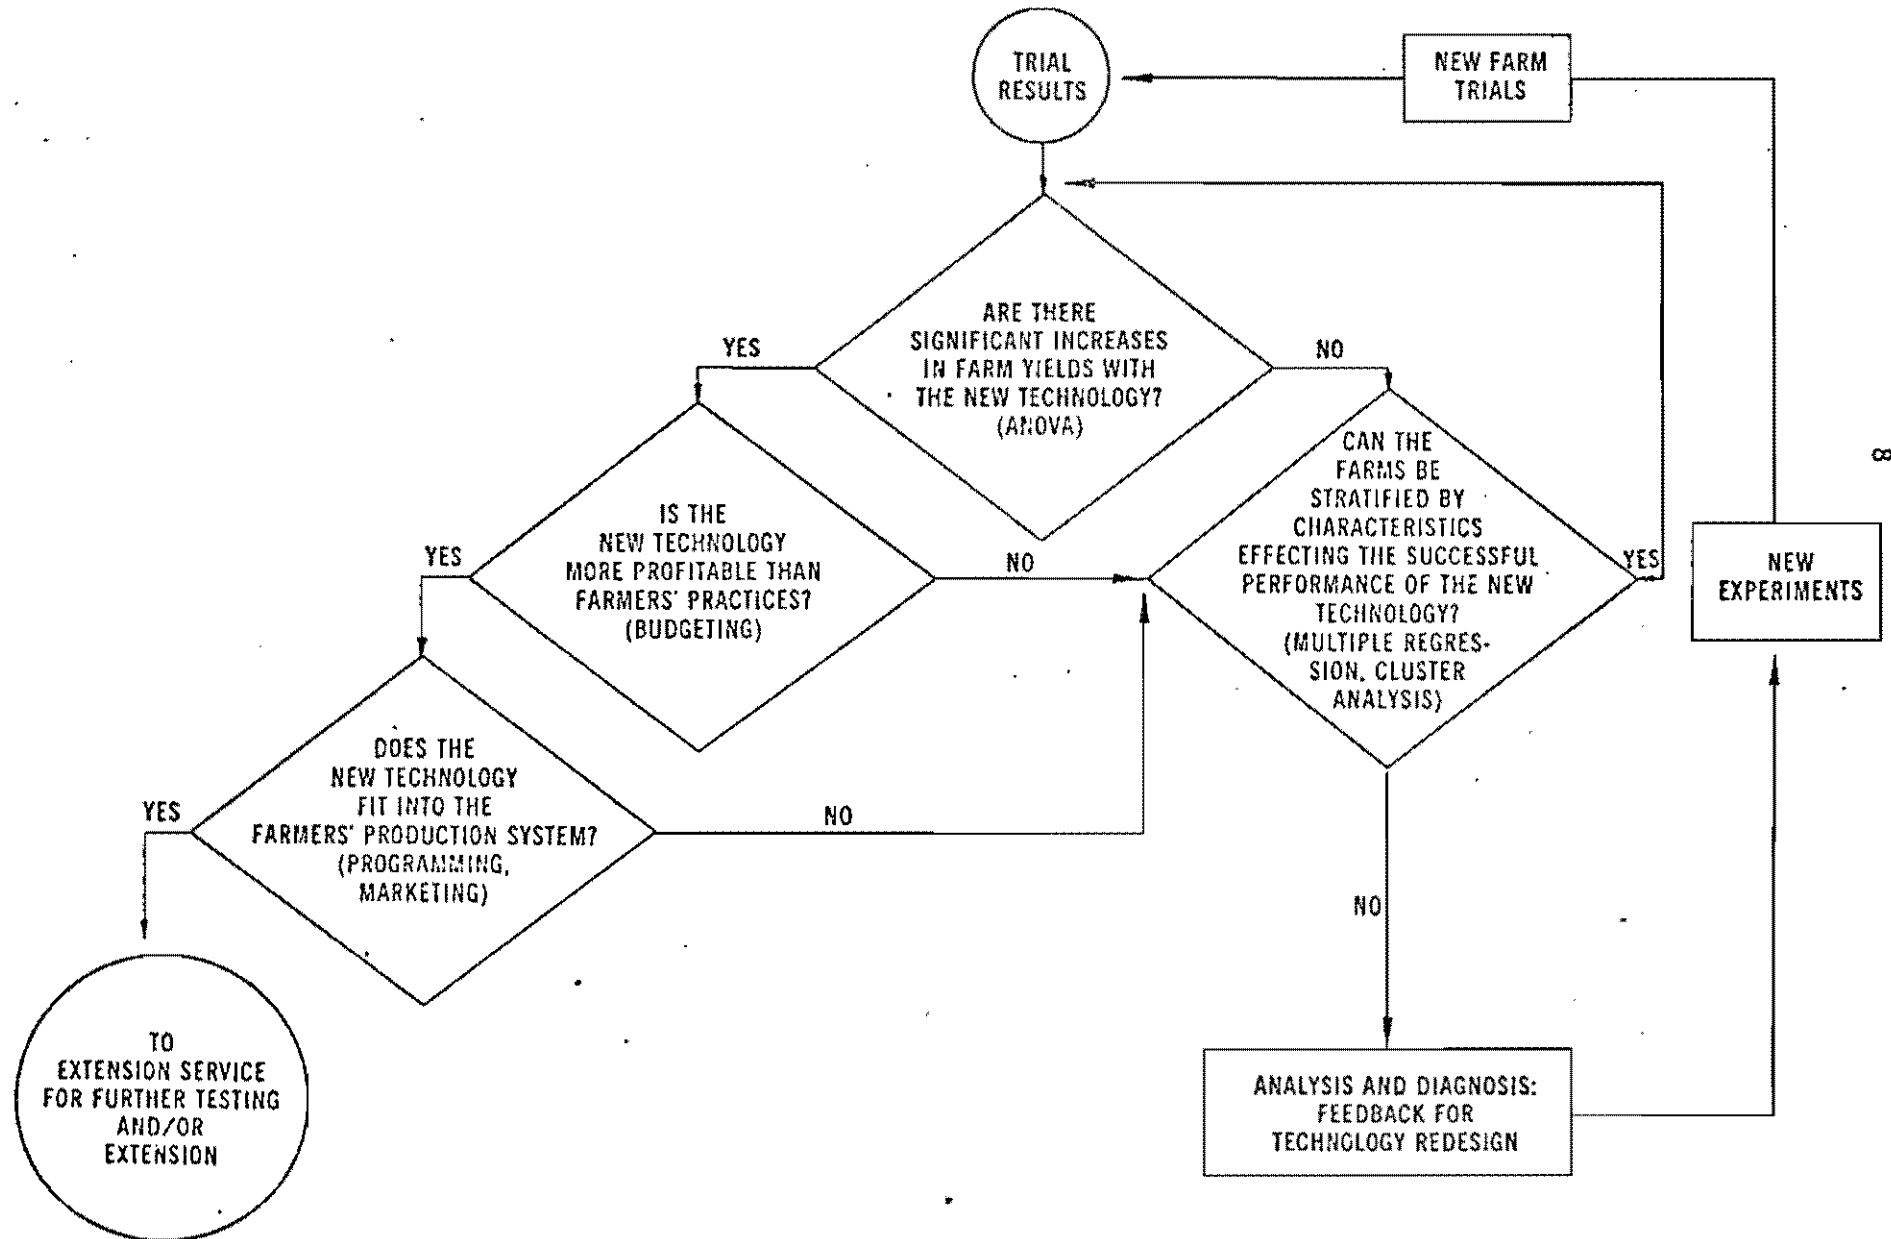 TRIAL
RESULTS
NEW FARM
TRIALS
ARE THERE
SIGNIFICANT INCREASES
IN FARM YIELDS WITH
THE NEW TECHNOLOGY?
(ANOVA)
YES
NO
IS THE
NEW TECHNOLOGY
MORE PROFITABLE THAN
FARMERS' PRACTICES?
(BUDGETING)
YES
NO
CAN THE
FARMS BE
STRATIFIED BY
CHARACTERISTICS
EFFECTING THE SUCCESSFUL
PERFORMANCE OF THE NEW
TECHNOLOGY?
(MULTIPLE REGRES-
SION, CLUSTER
ANALYSIS)
YES
NO
NEW
EXPERIMENTS
8
DOES THE
NEW TECHNOLOGY
FIT INTO THE
FARMERS' PRODUCTION SYSTEM?
(PROGRAMMING,
MARKETING)
YES
NO
TO
EXTENSION SERVICE
FOR FURTHER TESTING
AND/OR
EXTENSION
ANALYSIS AND DIAGNOSIS:
FEEDBACK FOR
TECHNOLOGY REDESIGN